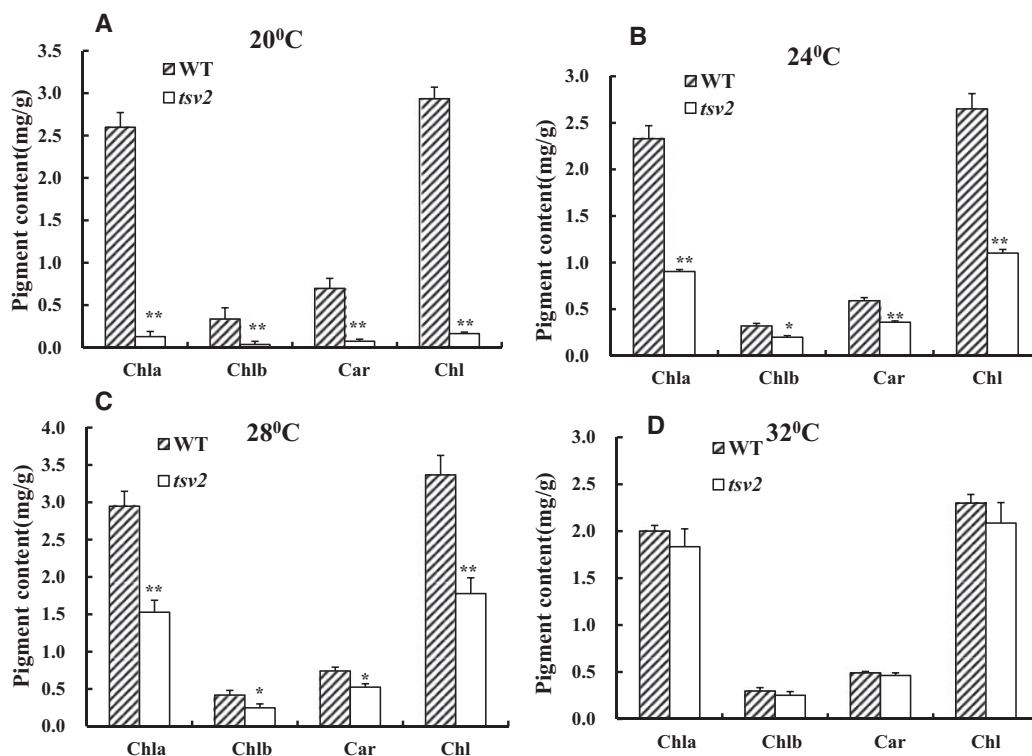 A
20⁰C
Pigment content(mg/g)
3.5
3.0
2.5
2.0
1.5
1.0
0.5
0.0
WT
tsv2
**
**
**
**
Chla Chlb Car Chl
B
24⁰C
Pigment content(mg/g)
3.0
2.5
2.0
1.5
1.0
0.5
0.0
WT
tsv2
**
*
**
**
Chla Chlb Car Chl
C
28⁰C
Pigment content(mg/g)
4.0
3.5
3.0
2.5
2.0
1.5
1.0
0.5
0.0
WT
tsv2
**
*
*
**
Chla Chlb Car Chl
D
32⁰C
Pigment content(mg/g)
3.0
2.5
2.0
1.5
1.0
0.5
0.0
WT
tsv2
Chla Chlb Car Chl